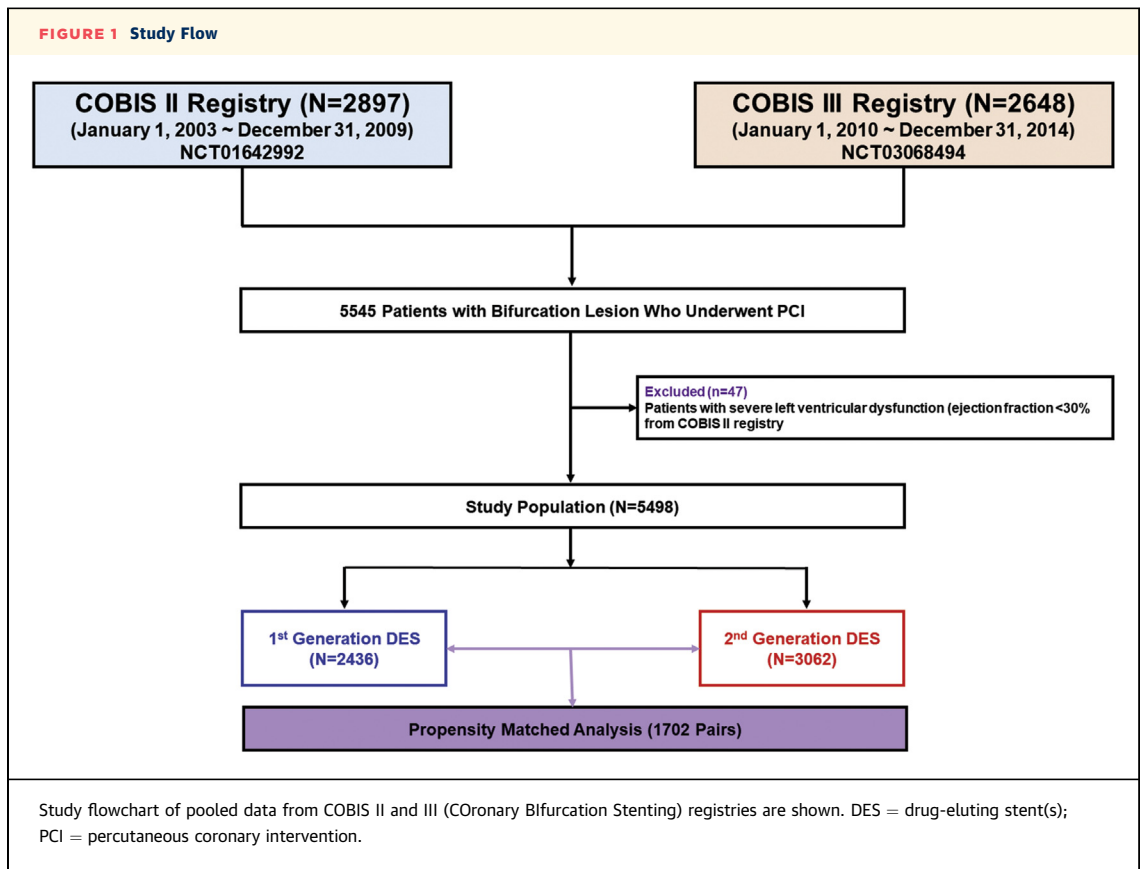 FIGURE 1 Study Flow
COBIS II Registry (N=2897)
(January 1, 2003 ~ December 31, 2009)
NCT01642992
COBIS III Registry (N=2648)
(January 1, 2010 ~ December 31, 2014)
NCT03068494
5545 Patients with Bifurcation Lesion Who Underwent PCI
Excluded (n=47)
Patients with severe left ventricular dysfunction (ejection fraction <30%
from COBIS II registry
Study Population (N=5498)
1st Generation DES
(N=2436)
2nd Generation DES
(N=3062)
Propensity Matched Analysis (1702 Pairs)
Study flowchart of pooled data from COBIS II and III (COronary BIfurcation Stenting) registries are shown. DES = drug-eluting stent(s);
PCI = percutaneous coronary intervention.